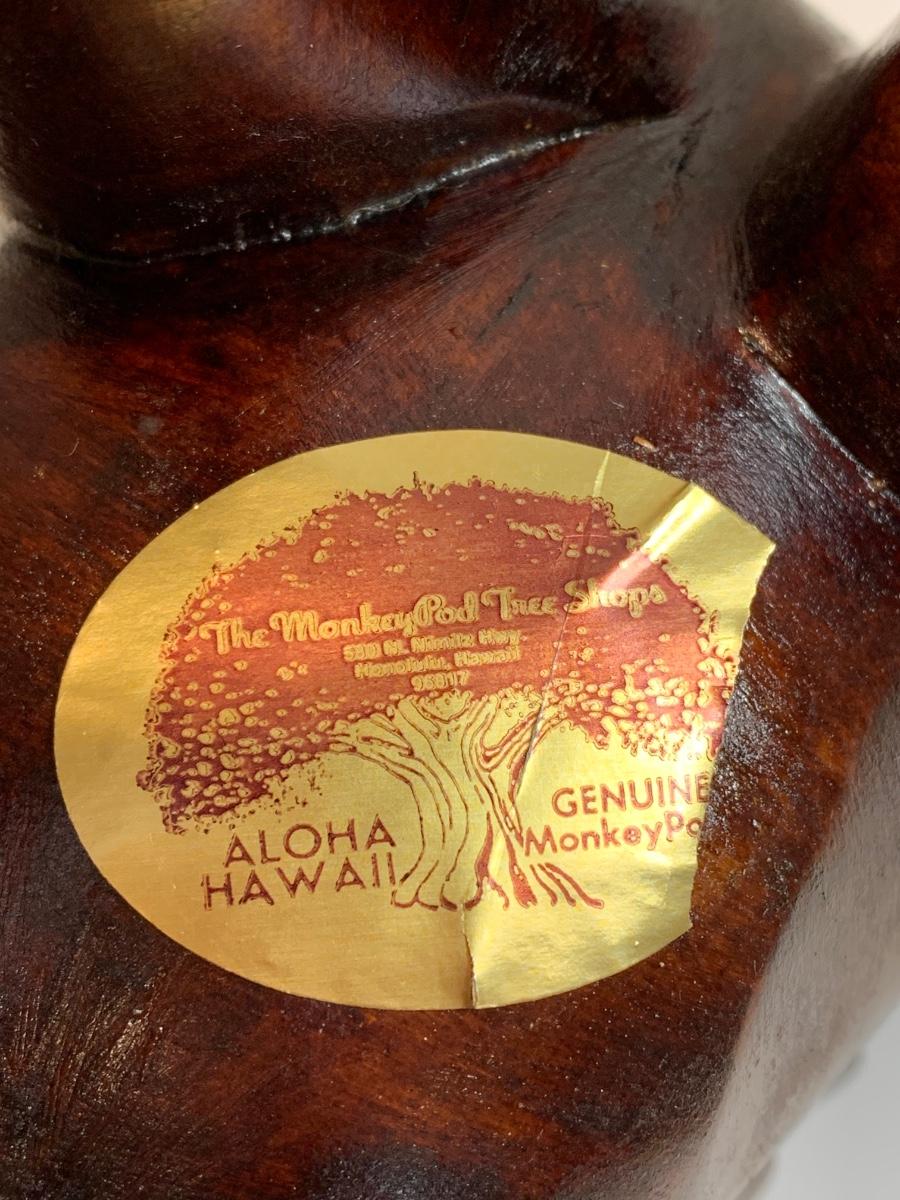 The MonkeyPod Tree Shops
N. Nimitz Hwy
Honolulu, Hawaii
96817
ALOHA
HAWAII
GENUINE
MonkeyPo